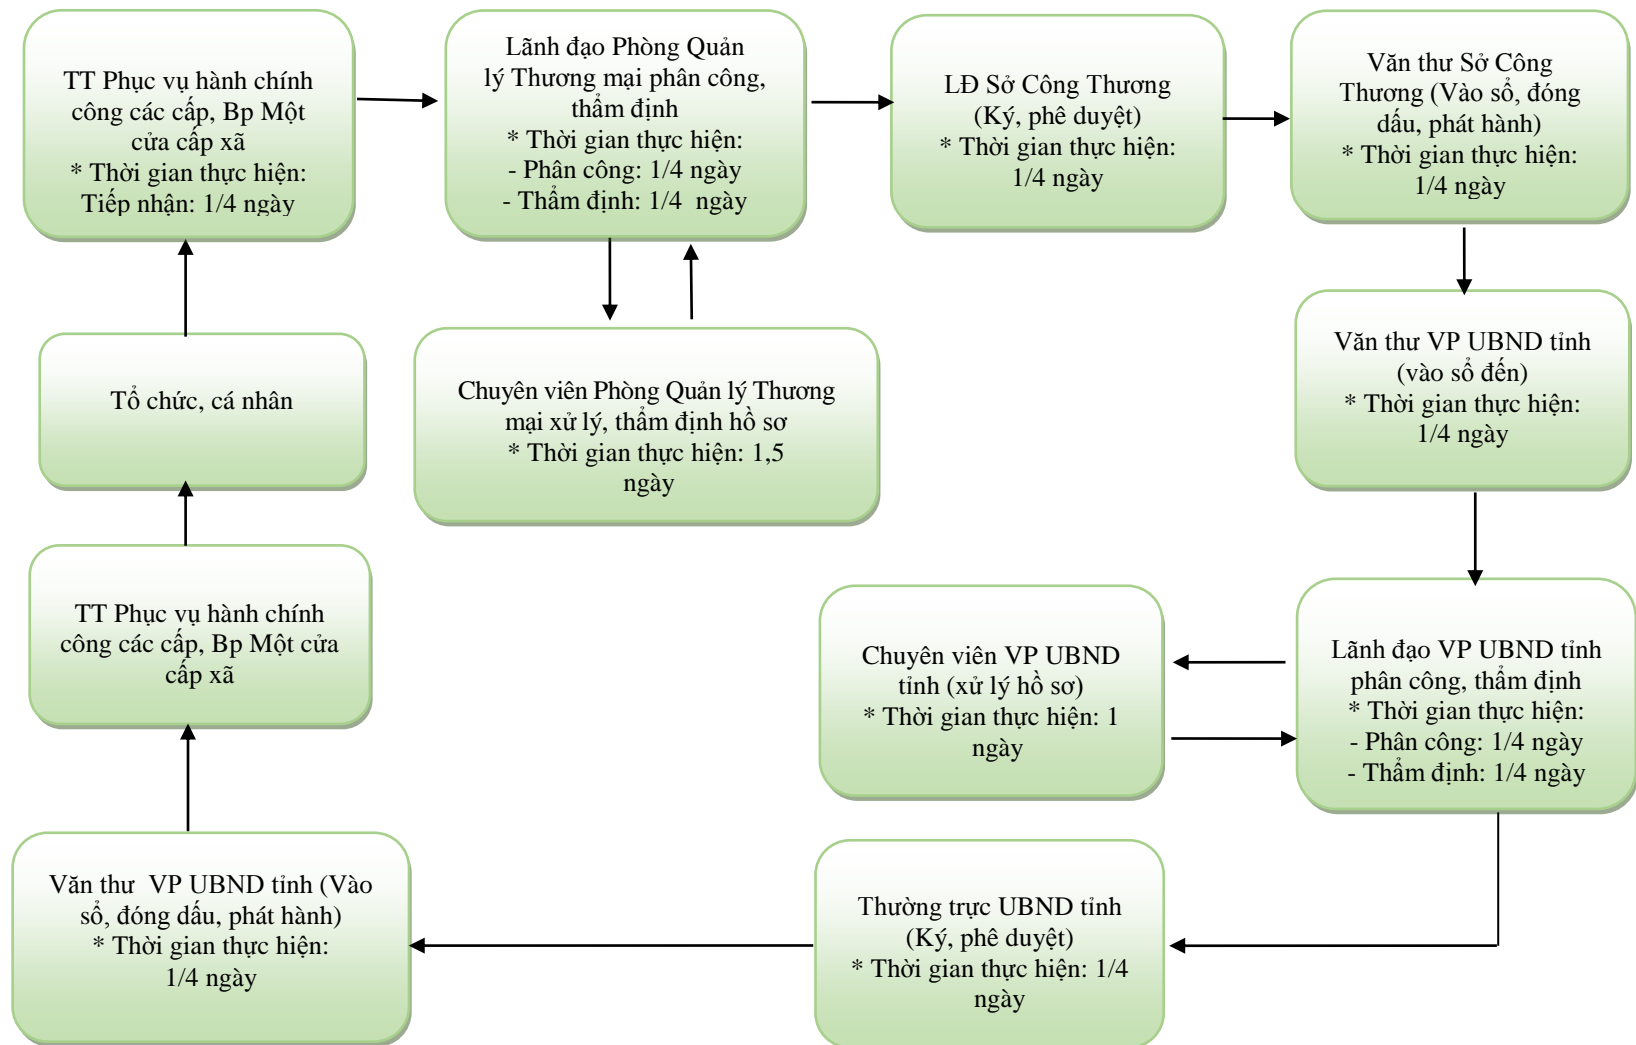 TT Phục vụ hành chính
công các cấp, Bp Một
cửa cấp xã
* Thời gian thực hiện:
Tiếp nhận: 1/4 ngày
Lãnh đạo Phòng Quản
lý Thương mại phân công,
thẩm định
* Thời gian thực hiện:
- Phân công: 1/4 ngày
- Thẩm định: 1/4 ngày
LĐ Sở Công Thương
(Ký, phê duyệt)
* Thời gian thực hiện:
1/4 ngày
Văn thư Sở Công
Thương (Vào sổ, đóng
dấu, phát hành)
* Thời gian thực hiện:
1/4 ngày
Tổ chức, cá nhân
Chuyên viên Phòng Quản lý Thương
mại xử lý, thẩm định hồ sơ
* Thời gian thực hiện: 1,5
ngày
Văn thư VP UBND tỉnh
(vào sổ đến)
* Thời gian thực hiện:
1/4 ngày
TT Phục vụ hành chính
công các cấp, Bp Một cửa
cấp xã
Chuyên viên VP UBND
tỉnh (xử lý hồ sơ)
* Thời gian thực hiện: 1
ngày
Lãnh đạo VP UBND tỉnh
phân công, thẩm định
* Thời gian thực hiện:
- Phân công: 1/4 ngày
- Thẩm định: 1/4 ngày
Văn thư VP UBND tỉnh (Vào
sổ, đóng dấu, phát hành)
* Thời gian thực hiện:
1/4 ngày
Thường trực UBND tỉnh
(Ký, phê duyệt)
* Thời gian thực hiện: 1/4
ngày